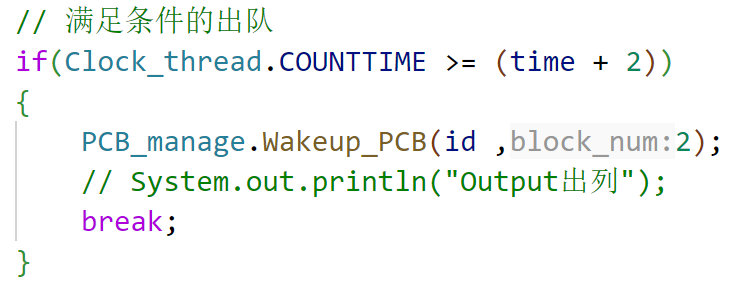 // 满足条件的出队
if(Clock_thread.COUNTTIME >= (time + 2))
{
PCB_manage.Wakeup_PCB(id ,block_num:2);
// System.out.println("Output出列");
break;
}